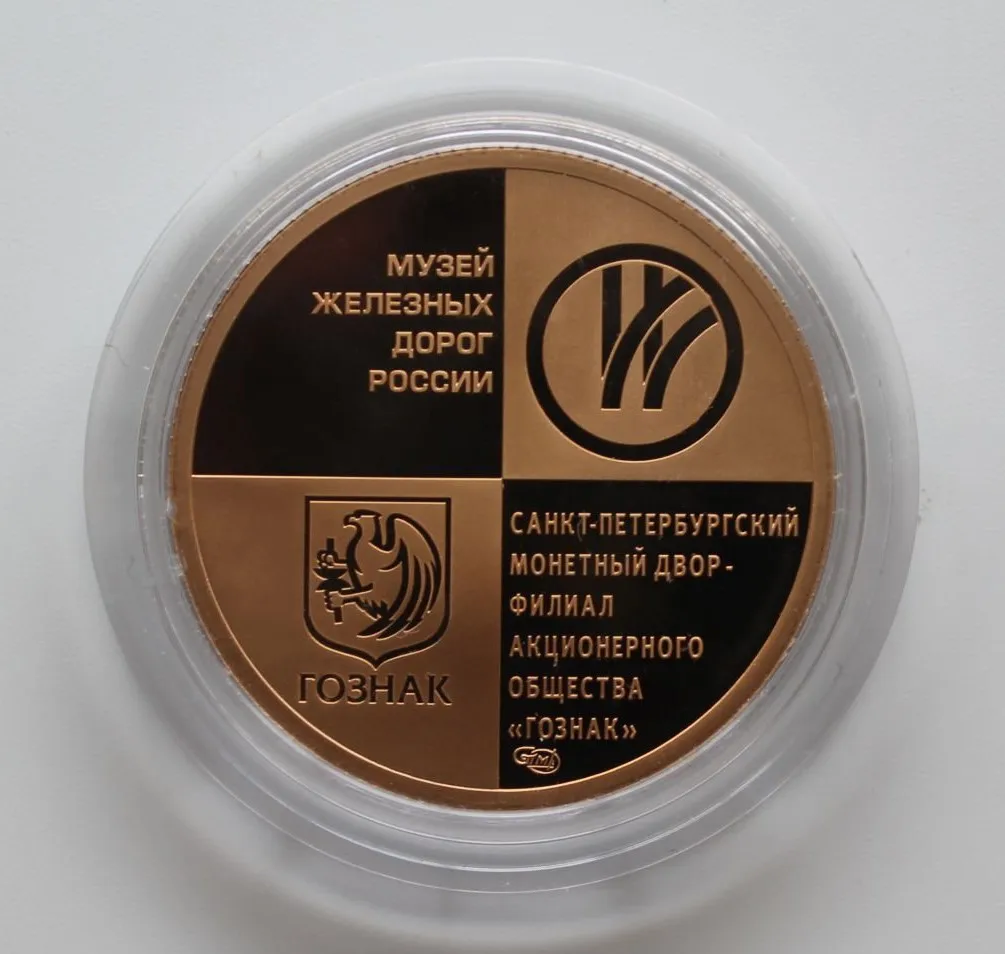 МУЗЕЙ
ЖЕЛЕЗНЫХ
ДОРОГ
РОССИИ
ГОЗНАК
САНКТ-ПЕТЕРБУРГСКИЙ
МОНЕТНЫЙ ДВОР-
ФИЛИАЛ
АКЦИОНЕРНОГО
ОБЩЕСТВА
«ГОЗНАК»